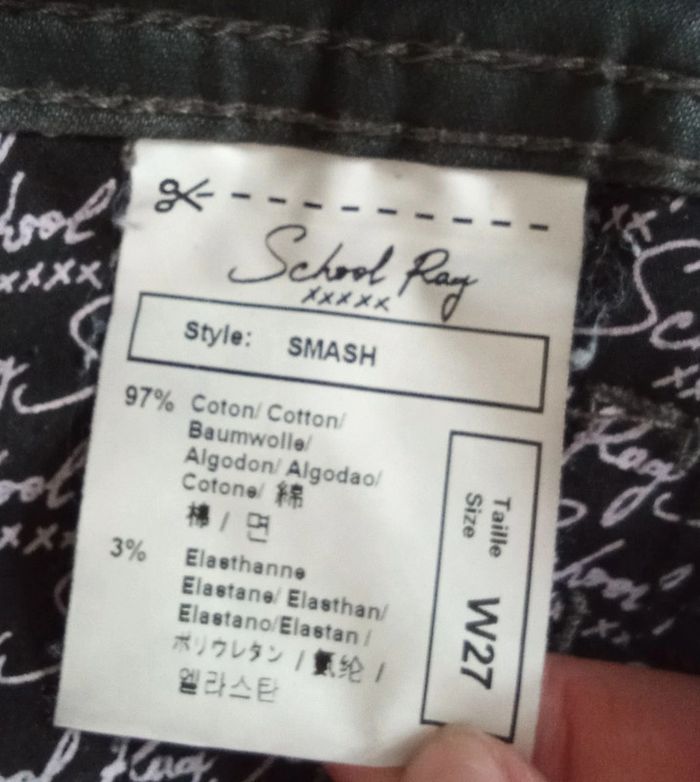 School Rag
xxxxx
Style: SMASH
97% Coton/ Cotton/
Baumwolle/
Algodon/ Algodao/
Cotone/ 綿
棉 / 면
3% Elasthanne
Elastane/ Elasthan/
Elastano/Elastan /
ポリウレタン / 氨纶 /
엘라스탄
Taille
Size
W27